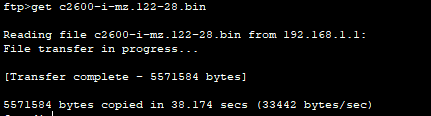 ftp>get c2600-i-mz.122-28.bin
Reading file c2600-i-mz.122-28.bin from 192.168.1.1:
File transfer in progress...
[Transfer complete - 5571584 bytes]
5571584 bytes copied in 38.174 secs (33442 bytes/sec)